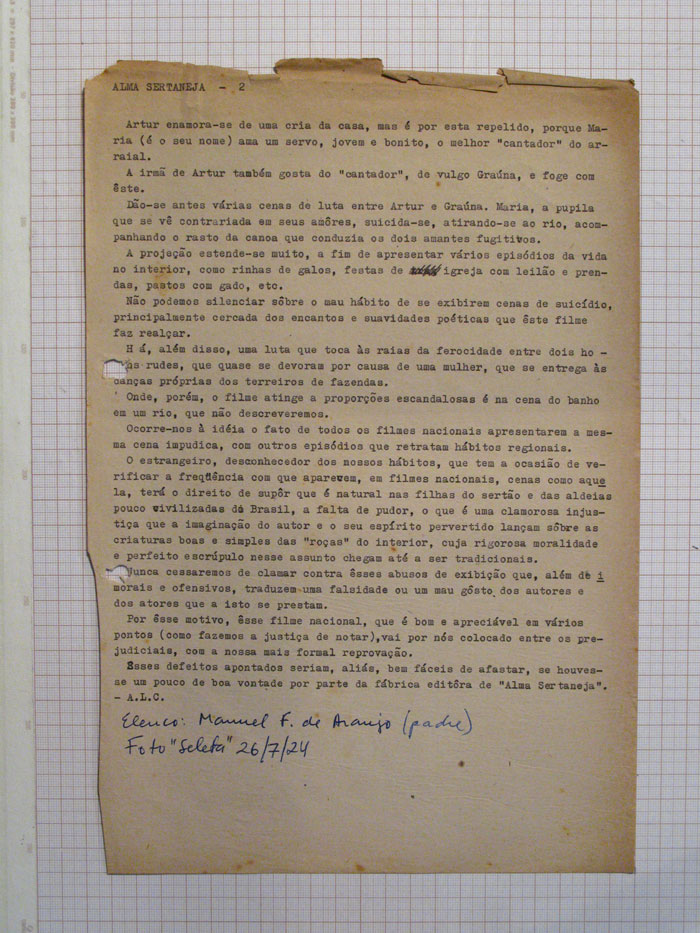 ALMA SERTANEJA - 2
Artur enamora-se de uma cria da casa, mas é por esta repelido, porque Ma-
ria (é o seu nome) ama um servo, jovem e bonito, o melhor "cantador" do ar-
raial.
A irmã de Artur também gosta do "cantador", de vulgo Graúna, e foge com
êste.
Dão-se antes várias cenas de luta entre Artur e Graúna. Maria, a pupila
que se vê contrariada em seus amôres, suicida-se, atirando-se ao rio, acom-
panhando o rasto da canoa que conduzia os dois amantes fugitivos.
A projeção estende-se muito, a fim de apresentar vários episódios da vida
no interior, como rinhas de galos, festas de igreja com leilão e pren-
das, pastos com gado, etc.
Não podemos silenciar sôbre o mau hábito de se exibirem cenas de suicídio,
principalmente cercada dos encantos e suavidades poéticas que êste filme
faz realçar.
H á, além disso, uma luta que toca às raias da ferocidade entre dois ho -
rudes, que quase se devoram por causa de uma mulher, que se entrega às
danças próprias dos terreiros de fazendas.
Onde, porém, o filme atinge a proporções escandalosas é na cena do banho
em um rio, que não descreveremos.
Ocorre-nos à idéia o fato de todos os filmes nacionais apresentarem a mes-
ma cena impudica, com outros episódios que retratam hábitos regionais.
O estrangeiro, desconhecedor dos nossos hábitos, que tem a ocasião de ve-
rificar a freqüência com que aparecem, em filmes nacionais, cenas como aque
la, terá o direito de supôr que é natural nas filhas do sertão e das aldeias
pouco civilizadas do Brasil, a falta de pudor, o que é uma clamorosa injus-
tiça que a imaginação do autor e o seu espírito pervertido lançam sôbre as
criaturas boas e simples das "roças" do interior, cuja rigorosa moralidade
e perfeito escrúpulo nesse assunto chegam até a ser tradicionais.
Nunca cessaremos de clamar contra êsses abusos de exibição que, além de i
morais e ofensivos, traduzem uma falsidade ou um mau gôsto dos autores e
dos atores que a isto se prestam.
Por êsse motivo, êsse filme nacional, que é bom e apreciável em vários
pontos (como fazemos a justiça de notar),vai por nós colocado entre os pre-
judiciais, com a nossa mais formal reprovação.
Esses defeitos apontados seriam, aliás, bem fáceis de afastar, se houves-
se um pouco de boa vontade por parte da fábrica editôra de "Alma Sertaneja".
- A.L.C.
Elenco: Manuel F. de Araujo (padre)
Foto "Seleta" 26/7/24